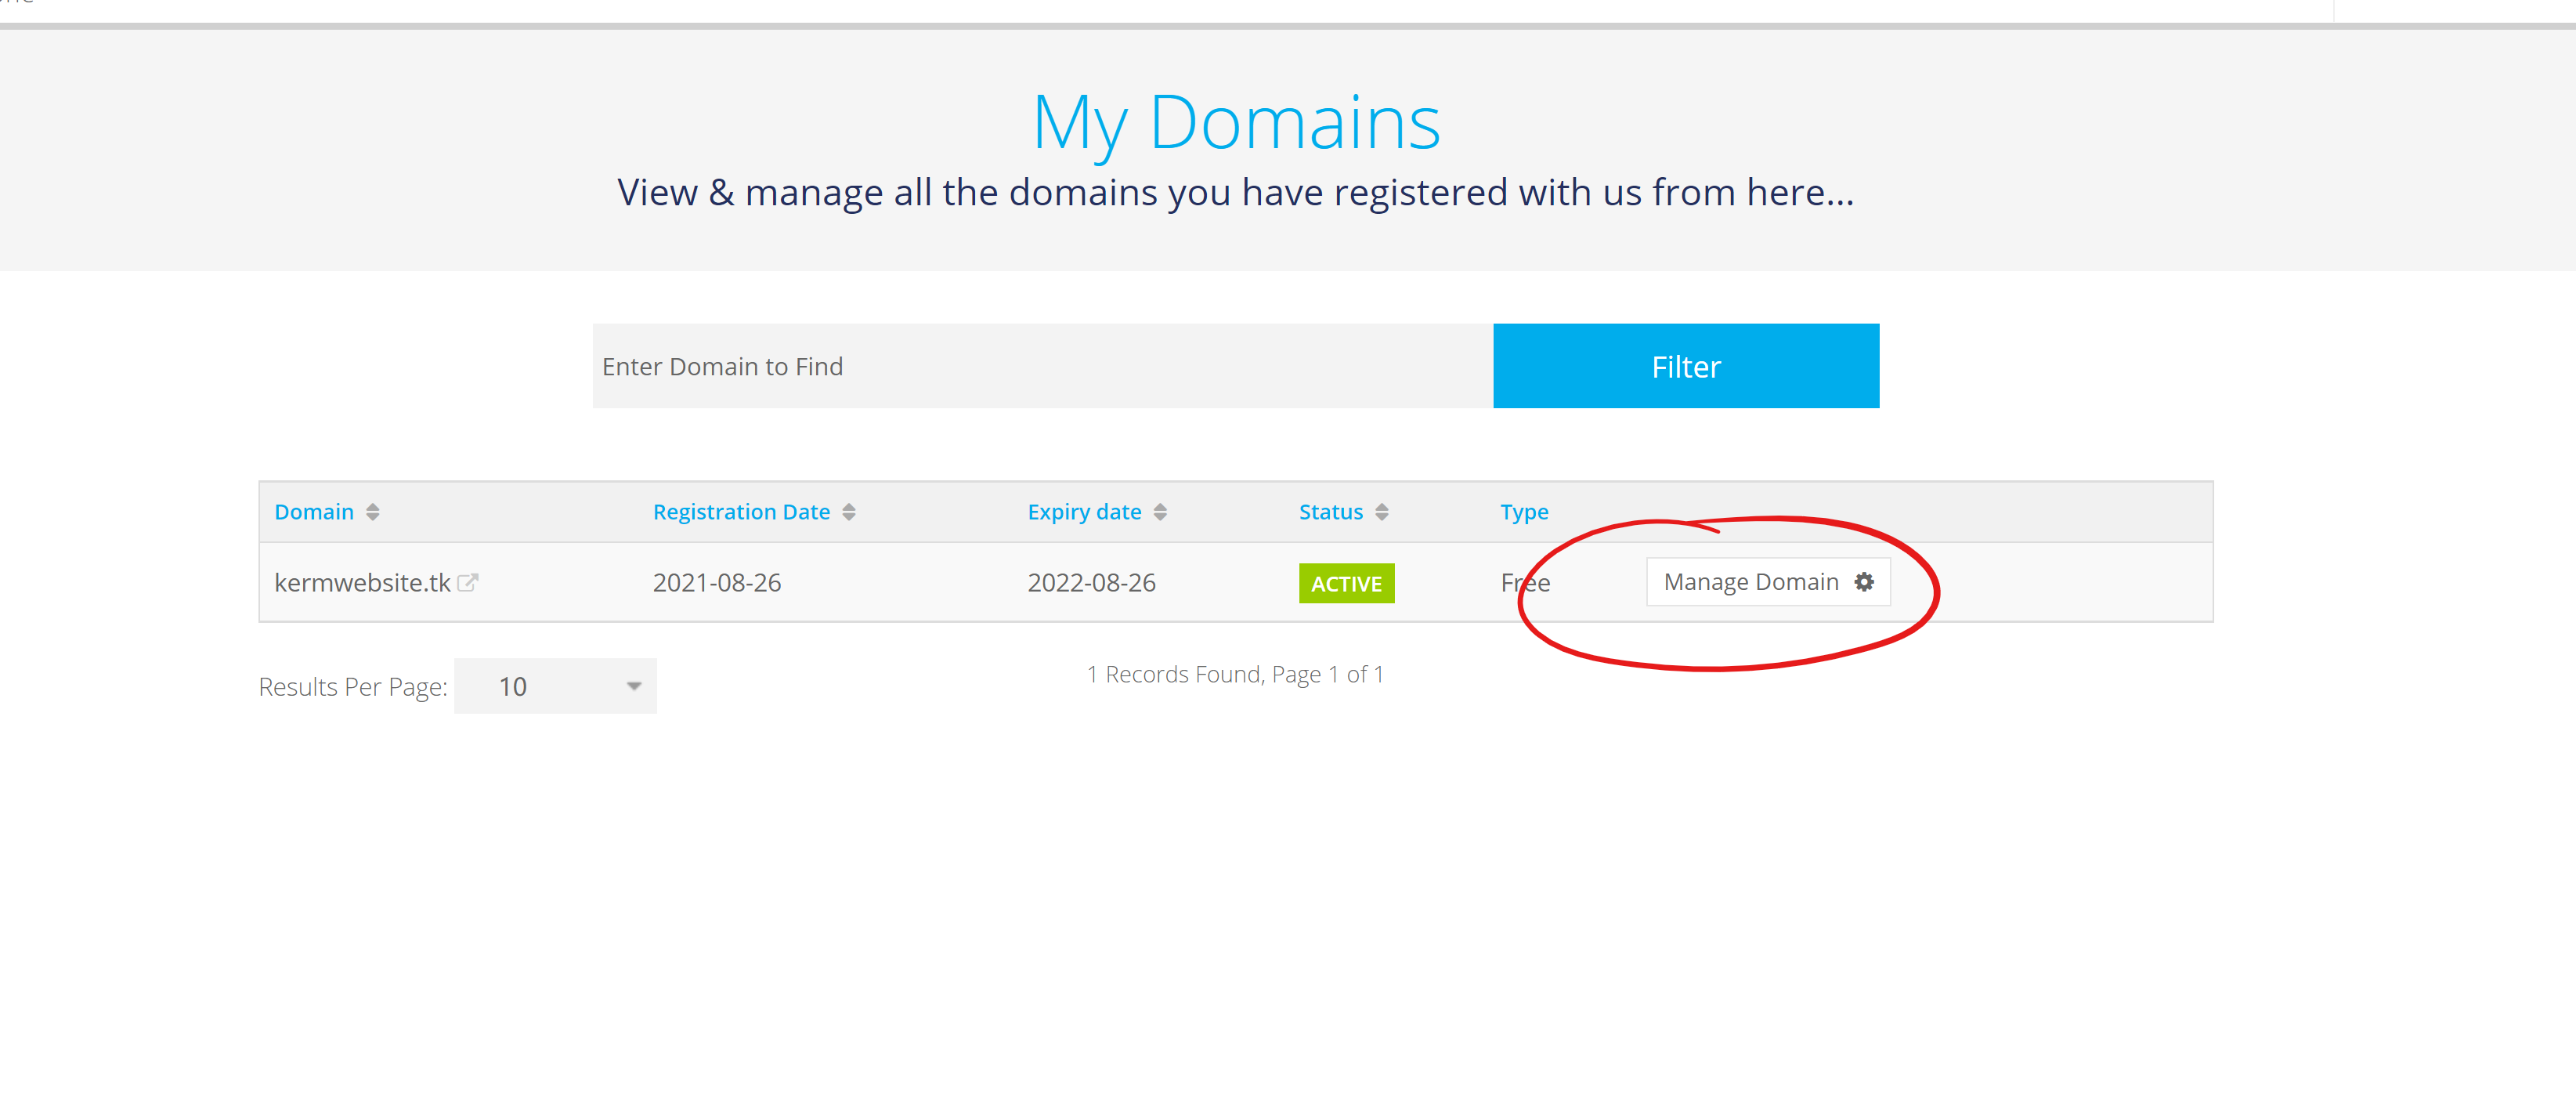 My Domains
View & manage all the domains you have registered with us from here...
Enter Domain to Find
Filter
Domain Registration Date Expiry date Status Type
kermwebsite.tk 2021-08-26 2022-08-26 ACTIVE Free Manage Domain
Results Per Page: 10
1 Records Found, Page 1 of 1